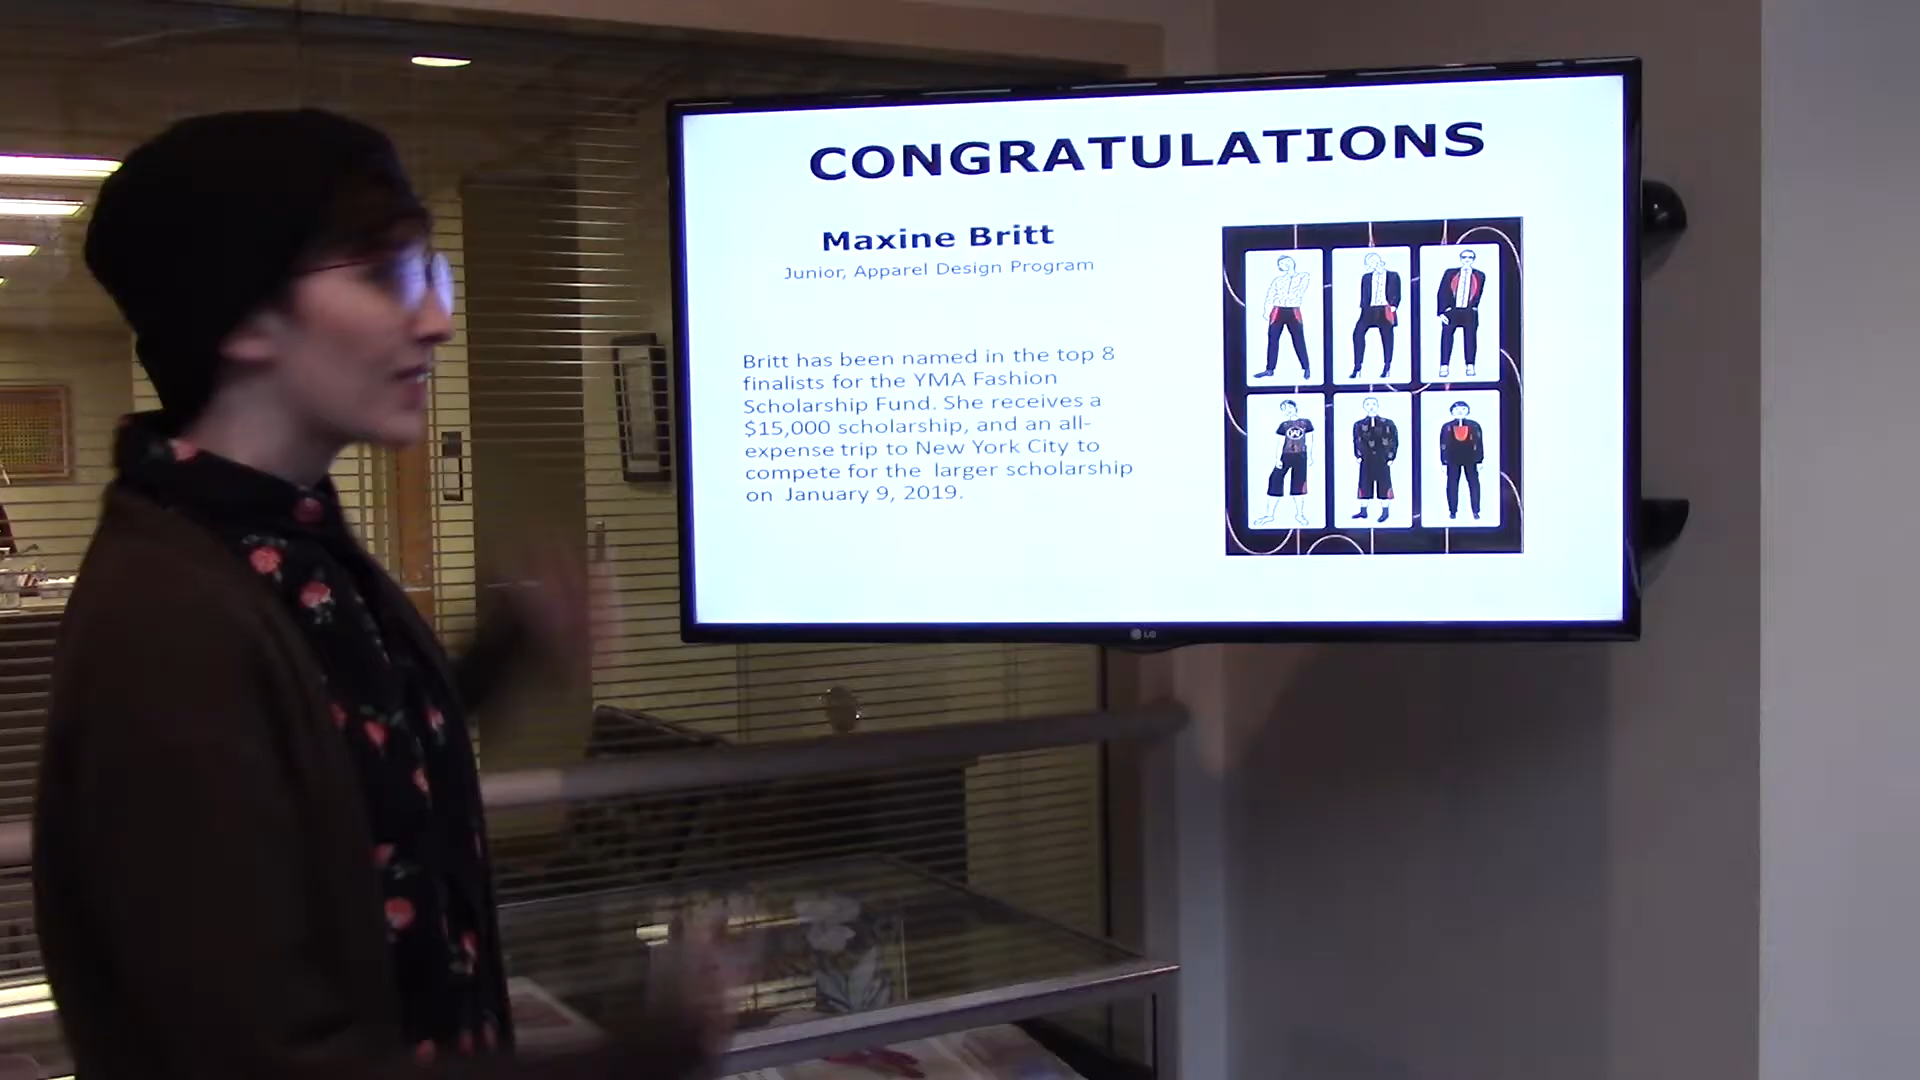 CONGRATULATIONS
Maxine Britt
Junior, Apparel Design Program
Britt has been named in the top 8
finalists for the YMA Fashion
Scholarship Fund. She receives a
$15,000 scholarship, and an all-
expense trip to New York City to
compete for the larger scholarship
on January 9, 2019.
LG